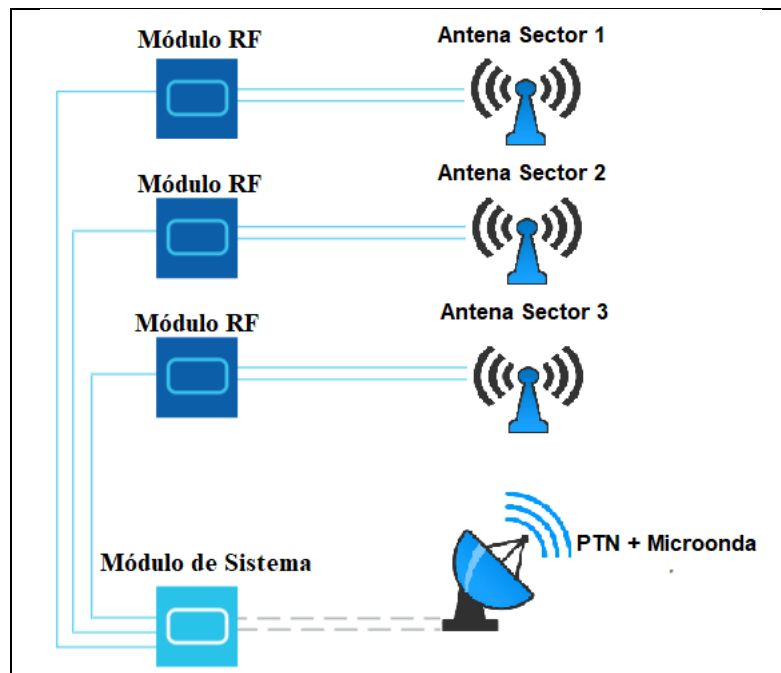 Módulo RF
Antena Sector 1
Módulo RF
Antena Sector 2
Módulo RF
Antena Sector 3
PTN + Microonda
Módulo de Sistema